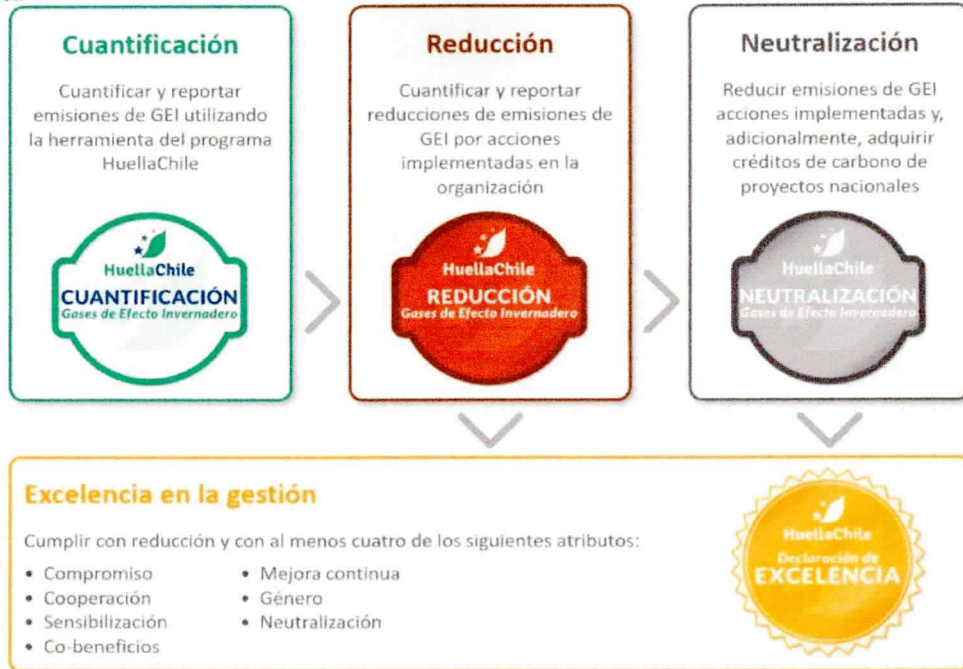 Cuantificación
Cuantificar y reportar
emisiones de GEI utilizando
la herramienta del programa
HuellaChile
HuellaChile
CUANTIFICACIÓN
Gases de Efecto Invernadero
Reducción
Cuantificar y reportar
reducciones de emisiones de
GEI por acciones
implementadas en la
organización
HuellaChile
REDUCCIÓN
Gases de Efecto Invernadero
Neutralización
Reducir emisiones de GEI
acciones implementadas y,
adicionalmente, adquirir
créditos de carbono de
proyectos nacionales
HuellaChile
NEUTRALIZACIÓN
Gases de Efecto Invernadero
Excelencia en la gestión
Cumplir con reducción y con al menos cuatro de los siguientes atributos:
• Compromiso
• Cooperación
• Sensibilización
• Co-beneficios
• Mejora continua
• Género
• Neutralización
HuellaChile
Declaración de
EXCELENCIA